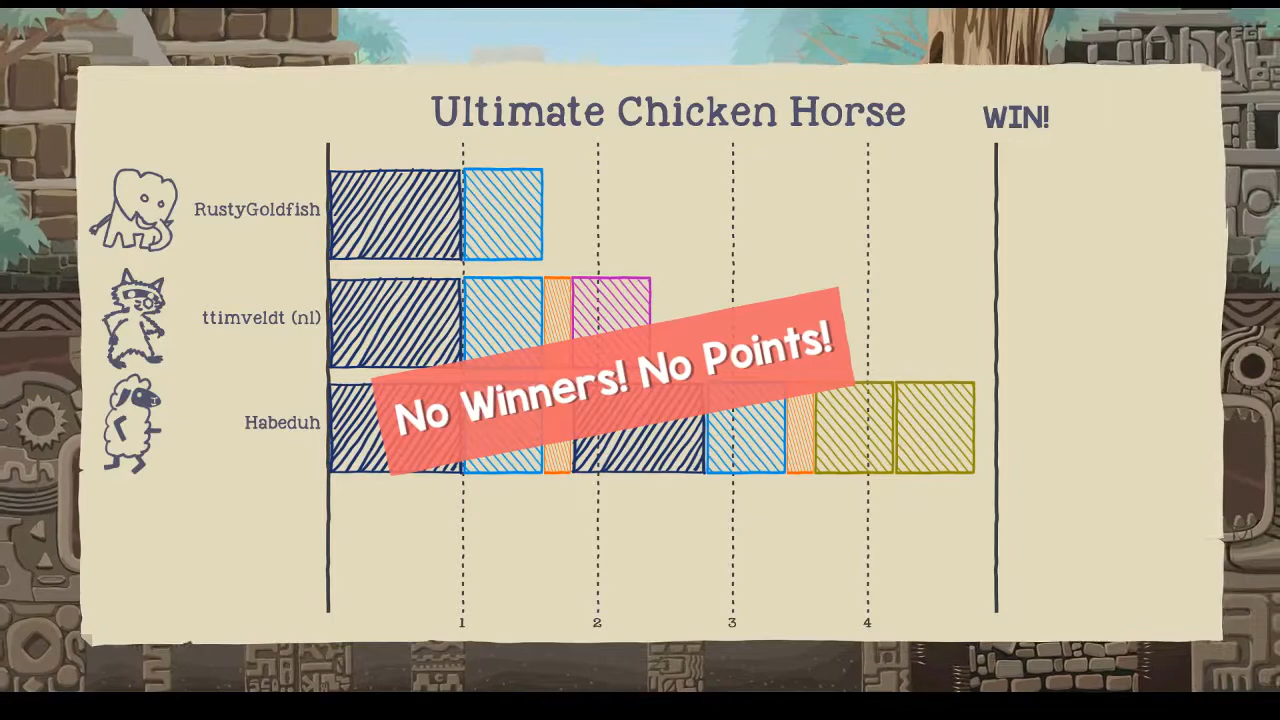 Ultimate Chicken Horse
WIN!
RustyGoldfish
ttimveldt (nl)
No Winners! No Points!
Habeduh
1 2 3 4